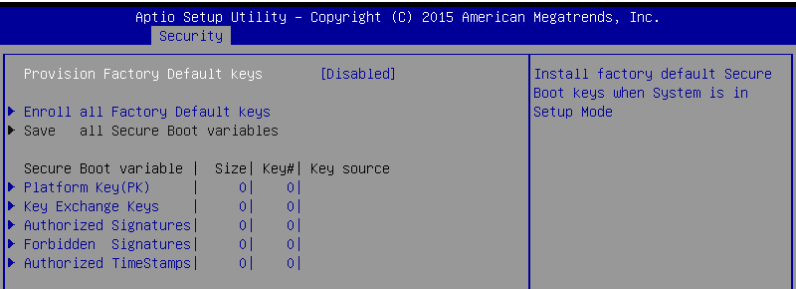 Aptio Setup Utility – Copyright (C) 2015 American Megatrends, Inc.
Security
Provision Factory Default keys [Disabled]
Enroll all Factory Default keys
Save all Secure Boot variables
Secure Boot variable | Size| Key#| Key source
Platform Key(PK) | 0| 0|
Key Exchange Keys | 0| 0|
Authorized Signatures| 0| 0|
Forbidden Signatures| 0| 0|
Authorized TimeStamps| 0| 0|
Install factory default Secure
Boot keys when System is in
Setup Mode